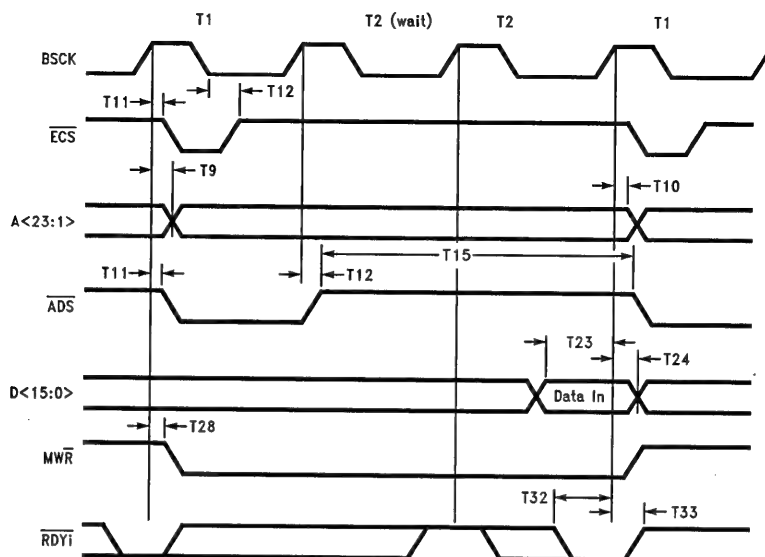 T1 T2 (wait) T2 T1
BSCK
T11 T12
ECS
T9 T10
A<23:1>
T15
T11 T12
ADS
T23
T24
D<15:0> Data In
T28
MWR
T32
T33
RDYi